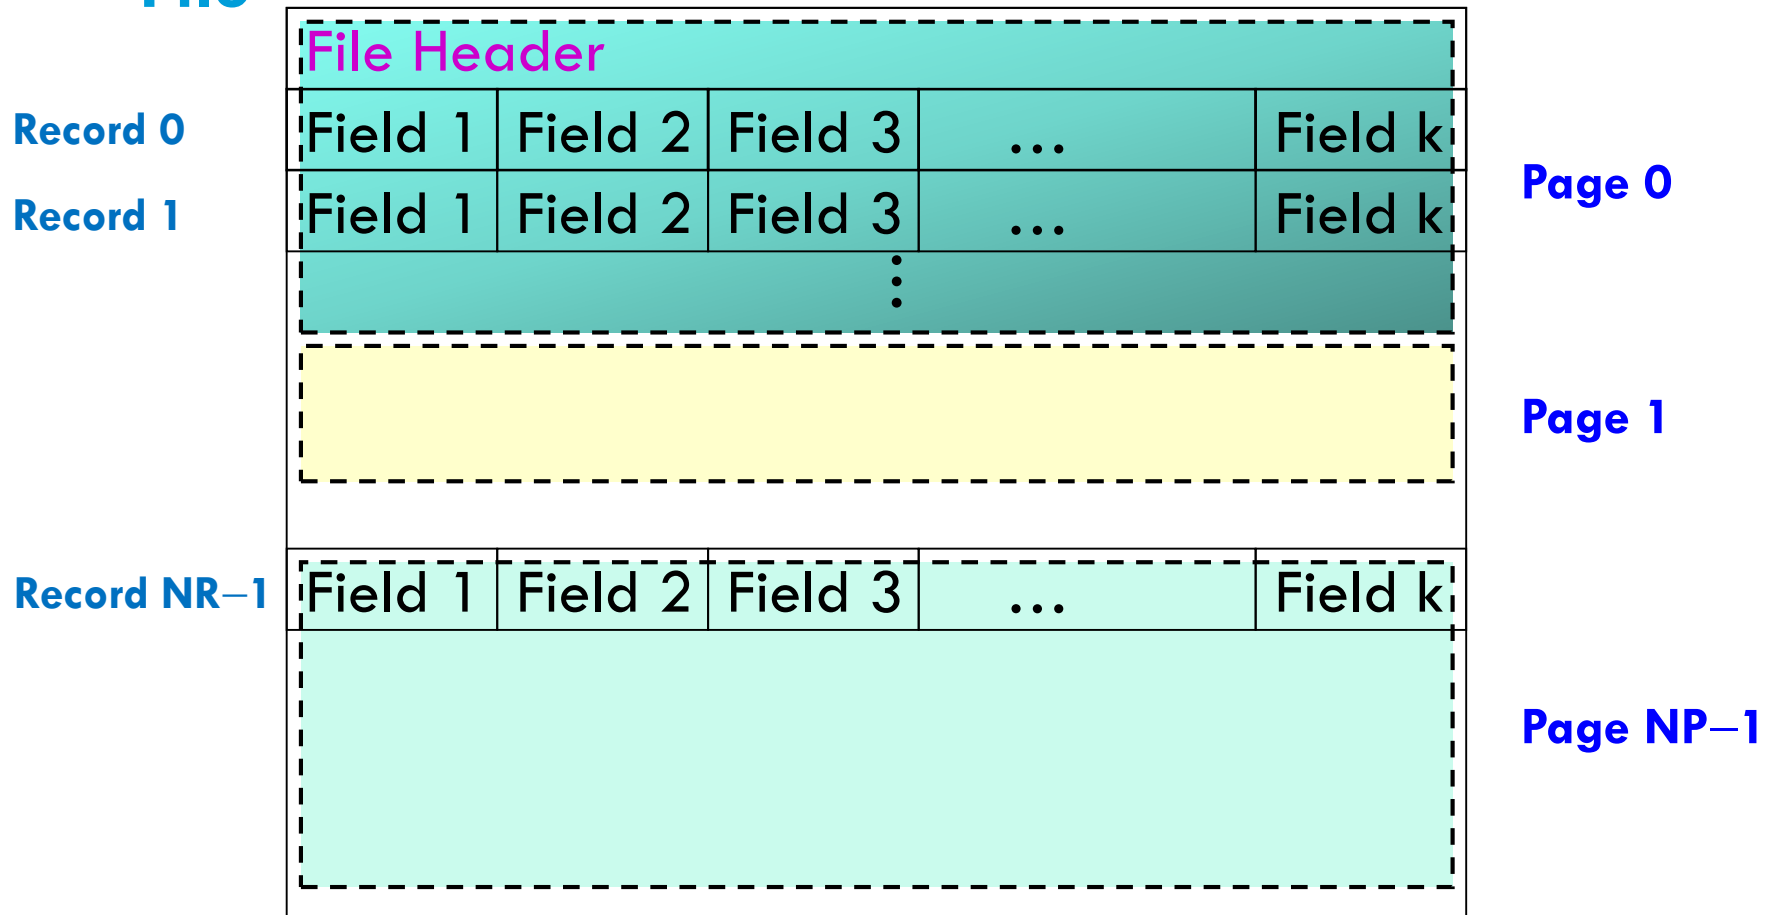 File
File Header
Record 0 Field 1 Field 2 Field 3 ... Field k
Page 0
Record 1 Field 1 Field 2 Field 3 ... Field k
Page 1
Record NR–1 Field 1 Field 2 Field 3 ... Field k
Page NP–1